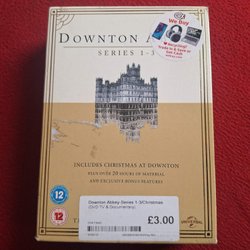 DOWNTON A
SERIES 1-3
We Buy
INCLUDES CHRISTMAS AT DOWNTON
PLUS OVER 20 HOURS OF MATERIAL
AND EXCLUSIVE BONUS FEATURES
12
12
Downton Abbey-Series 1-3/Christmas
(DVD TV & Documentary)
£3.00
UNIVERSAL